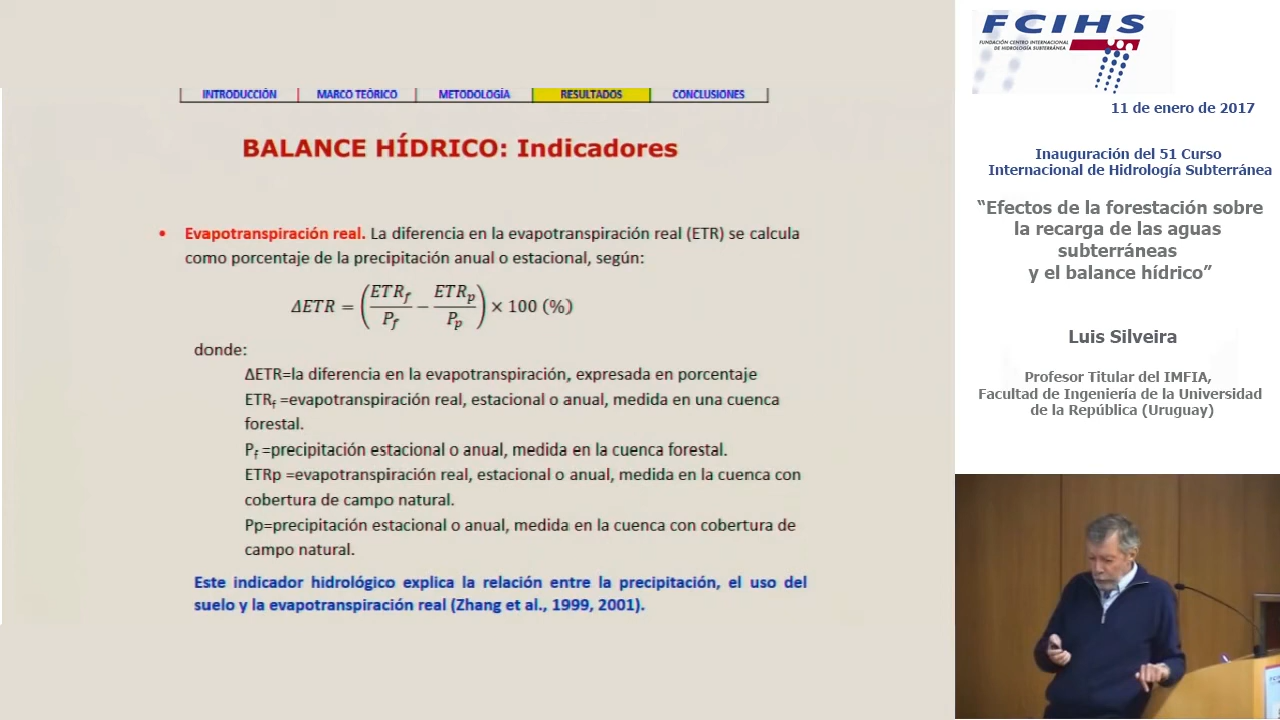 INTRODUCCIÓN MARCO TEÓRICO METODOLOGÍA RESULTADOS CONCLUSIONES
BALANCE HÍDRICO: Indicadores
• Evapotranspiración real. La diferencia en la evapotranspiración real (ETR) se calcula
como porcentaje de la precipitación anual o estacional, según:
ΔETR = (ETR_f / P_f − ETR_p / P_p) × 100 (%)
donde:
ΔETR=la diferencia en la evapotranspiración, expresada en porcentaje
ETR_f =evapotranspiración real, estacional o anual, medida en una cuenca
forestal.
P_f =precipitación estacional o anual, medida en la cuenca forestal.
ETRp =evapotranspiración real, estacional o anual, medida en la cuenca con
cobertura de campo natural.
Pp=precipitación estacional o anual, medida en la cuenca con cobertura de
campo natural.
Este indicador hidrológico explica la relación entre la precipitación, el uso del
suelo y la evapotranspiración real (Zhang et al., 1999, 2001).
FCIHS
FUNDACIÓN CENTRO INTERNACIONAL
DE HIDROLOGÍA SUBTERRÁNEA
11 de enero de 2017
Inauguración del 51 Curso
Internacional de Hidrología Subterránea
“Efectos de la forestación sobre
la recarga de las aguas
subterráneas
y el balance hídrico”
Luis Silveira
Profesor Titular del IMFIA,
Facultad de Ingeniería de la Universidad
de la República (Uruguay)
FCIHS